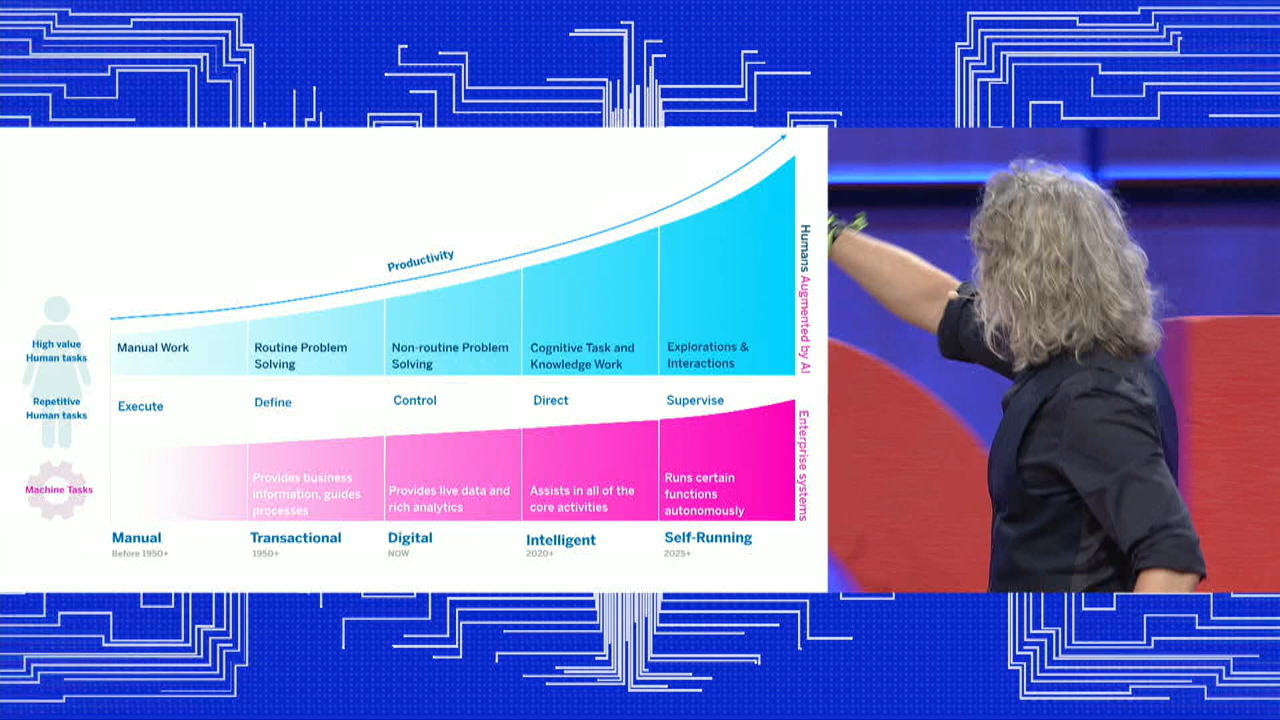 Productivity
High value
Human tasks
Manual Work
Routine Problem
Solving
Non-routine Problem
Solving
Cognitive Task and
Knowledge Work
Explorations &
Interactions
Humans Augmented by AI
Repetitive
Human tasks
Execute
Define
Control
Direct
Supervise
Machine Tasks
Provides business
information, guides
processes
Provides live data and
rich analytics
Assists in all of the
core activities
Runs certain
functions
autonomously
Enterprise systems
Manual
Before 1950+
Transactional
1950+
Digital
NOW
Intelligent
2020+
Self-Running
2025+